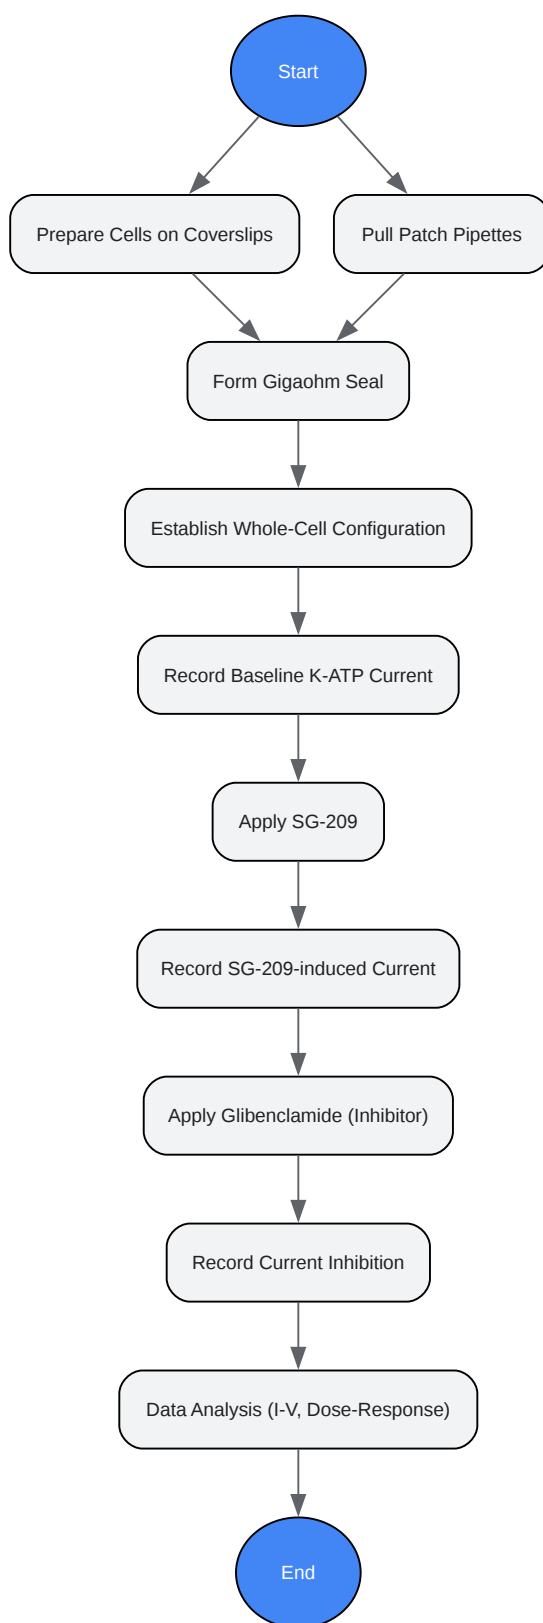 Start
Prepare Cells on Coverslips
Pull Patch Pipettes
Form Gigaohm Seal
Establish Whole-Cell Configuration
Record Baseline K-ATP Current
Apply SG-209
Record SG-209-induced Current
Apply Glibenclamide (Inhibitor)
Record Current Inhibition
Data Analysis (I-V, Dose-Response)
End